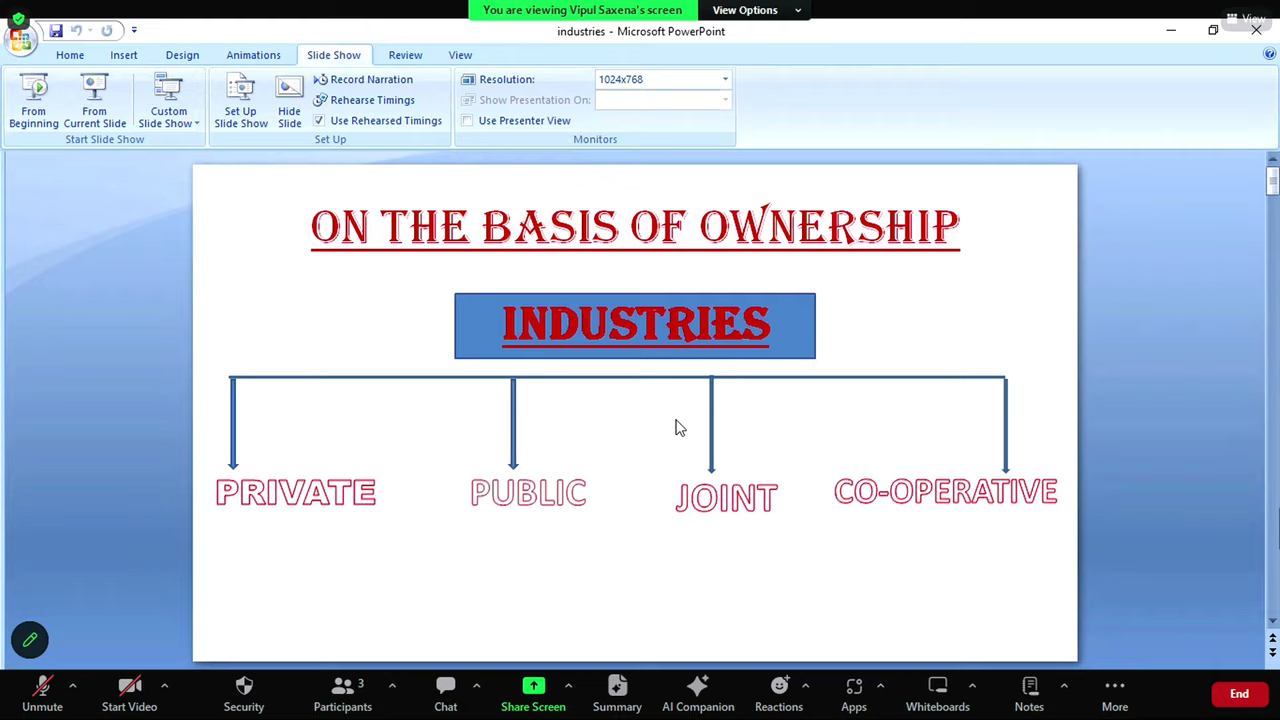 You are viewing Vipul Saxena's screen
View Options
View
industries - Microsoft PowerPoint
Home Insert Design Animations Slide Show Review View
From Beginning
From Current Slide
Custom Slide Show
Start Slide Show
Set Up Slide Show
Hide Slide
Record Narration
Rehearse Timings
Use Rehearsed Timings
Set Up
Resolution: 1024x768
Show Presentation On:
Use Presenter View
Monitors
ON THE BASIS OF OWNERSHIP
INDUSTRIES
PRIVATE PUBLIC JOINT CO-OPERATIVE
Unmute
Start Video
Security
3
Participants
Chat
Share Screen
Summary
AI Companion
Reactions
Apps
Whiteboards
Notes
More
End